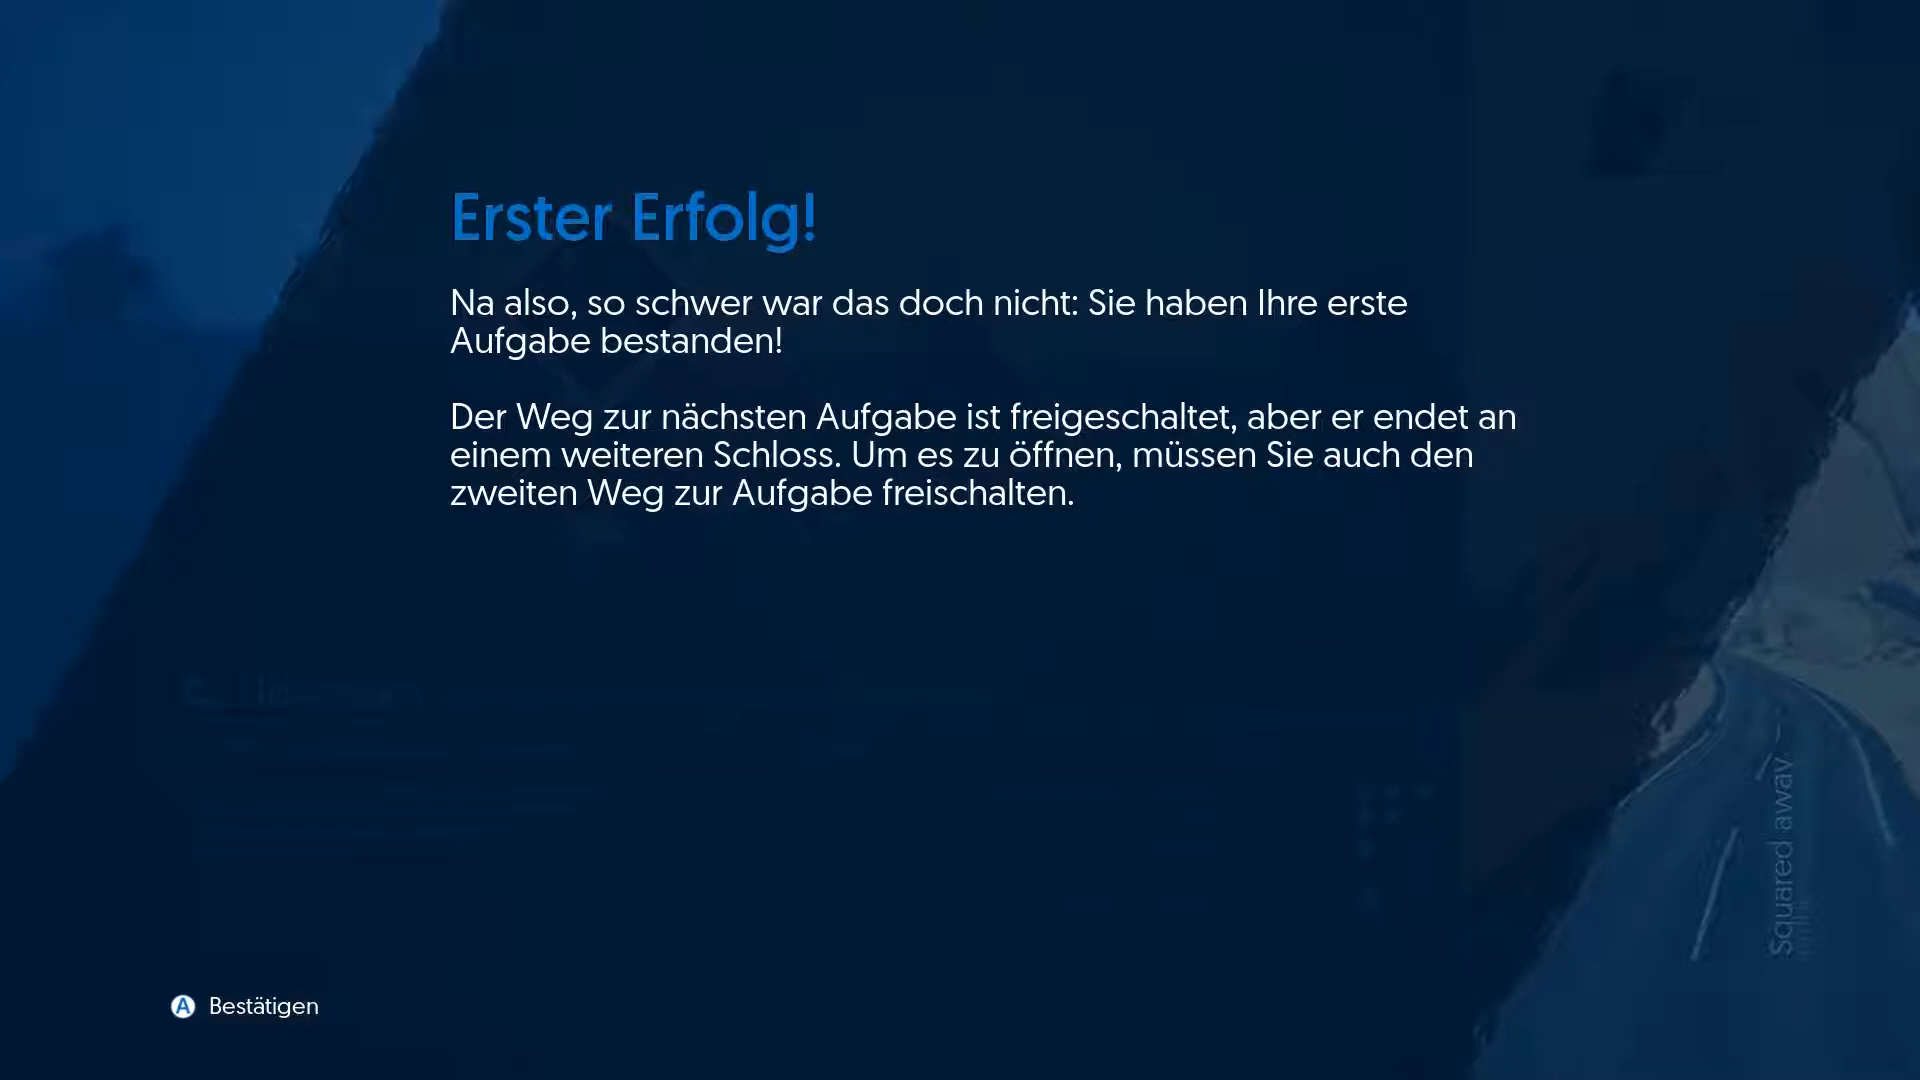 Erster Erfolg!
Na also, so schwer war das doch nicht: Sie haben Ihre erste
Aufgabe bestanden!
Der Weg zur nächsten Aufgabe ist freigeschaltet, aber er endet an
einem weiteren Schloss. Um es zu öffnen, müssen Sie auch den
zweiten Weg zur Aufgabe freischalten.
Squared away
A Bestätigen